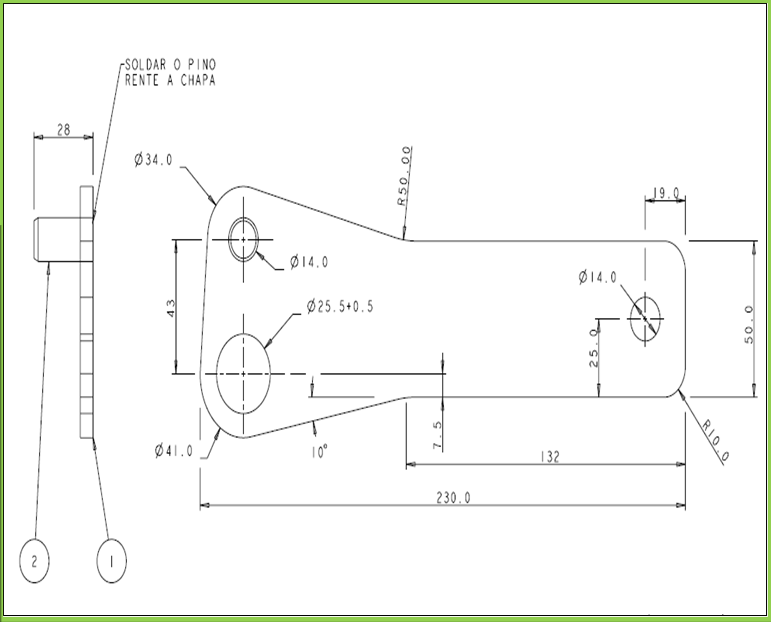 SOLDAR O PINO
RENTE A CHAPA
28
Ø34.0
R50.00
19.0
Ø14.0
Ø14.0
Ø25.5+0.5
43
25.0
50.0
Ø41.0
10°
7.5
R10.0
132
230.0
2
1